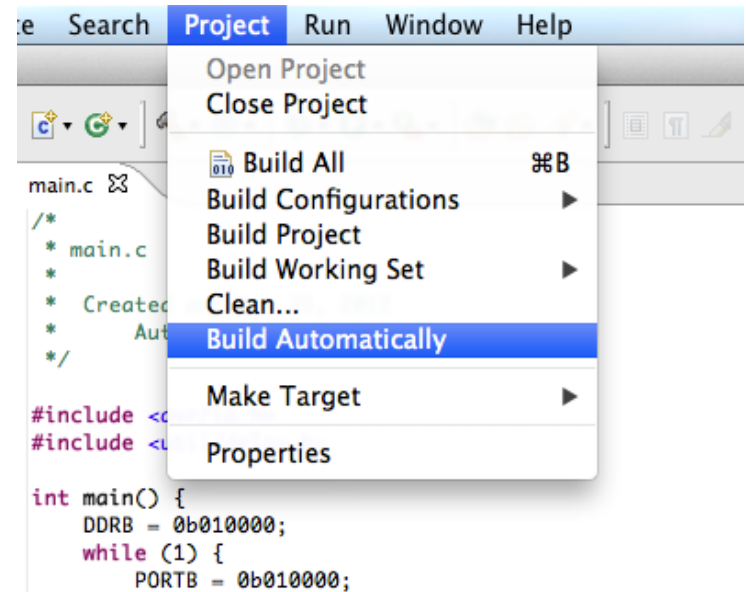 Search Project Run Window Help
Open Project
Close Project
Build All ⌘B
Build Configurations
Build Project
Build Working Set
Clean...
Build Automatically
Make Target
Properties
main.c
/*
* main.c
*
* Created
* Aut
*/
#include <
#include <u
int main() {
DDRB = 0b010000;
while (1) {
PORTB = 0b010000;